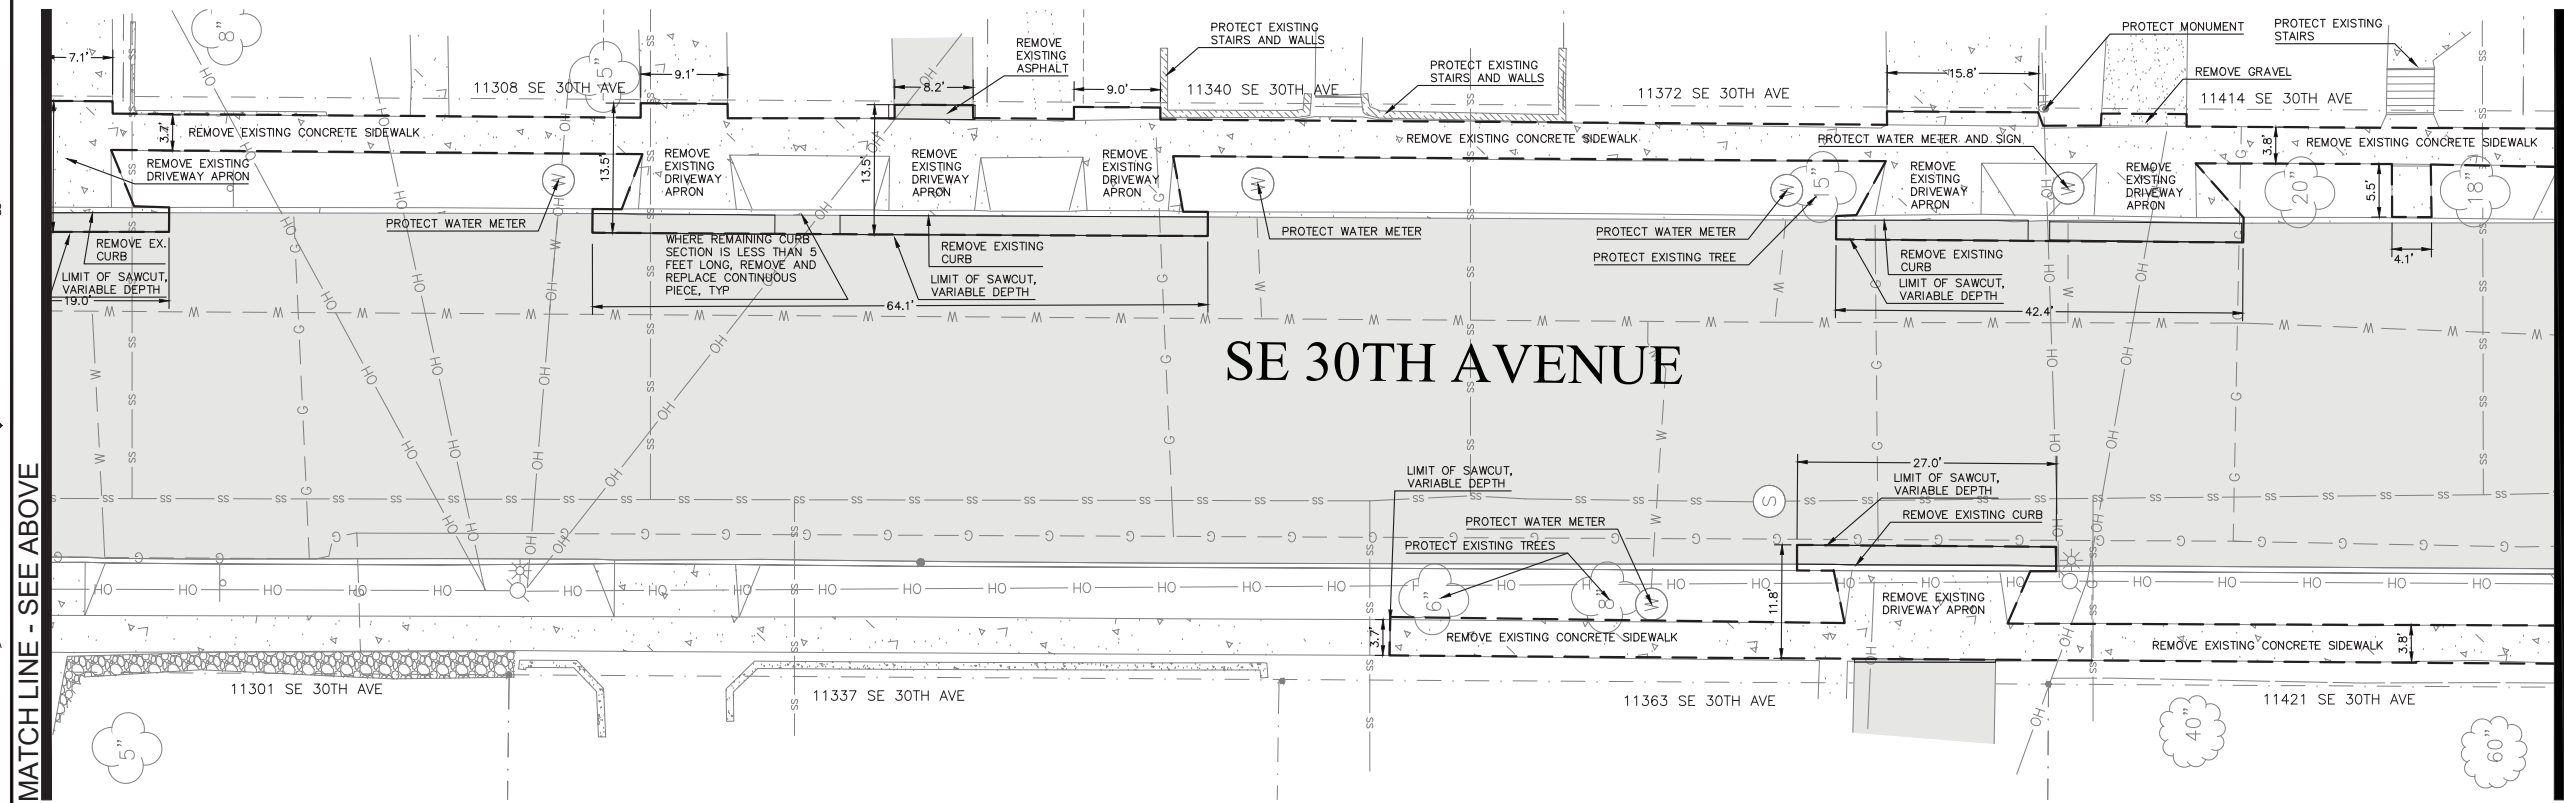 MATCH LINE - SEE ABOVE
7.1'
8"
11308 SE 30TH AVE
5"
9.1'
8.2'
REMOVE
EXISTING
ASPHALT
9.0'
PROTECT EXISTING
STAIRS AND WALLS
11340 SE 30TH AVE
PROTECT EXISTING
STAIRS AND WALLS
11372 SE 30TH AVE
15.8'
PROTECT MONUMENT
PROTECT EXISTING
STAIRS
REMOVE GRAVEL
11414 SE 30TH AVE
3.7'
REMOVE EXISTING CONCRETE SIDEWALK
REMOVE EXISTING
DRIVEWAY APRON
13.5'
REMOVE
EXISTING
DRIVEWAY
APRON
13.5'
REMOVE
EXISTING
DRIVEWAY
APRON
REMOVE
EXISTING
DRIVEWAY
APRON
REMOVE EXISTING CONCRETE SIDEWALK
PROTECT WATER METER AND SIGN
REMOVE
EXISTING
DRIVEWAY
APRON
REMOVE
EXISTING
DRIVEWAY
APRON
3.8'
REMOVE EXISTING CONCRETE SIDEWALK
15"
20"
5.5'
18"
4.1'
REMOVE EX.
CURB
LIMIT OF SAWCUT,
VARIABLE DEPTH
19.0'
PROTECT WATER METER
WHERE REMAINING CURB
SECTION IS LESS THAN 5
FEET LONG, REMOVE AND
REPLACE CONTINUOUS
PIECE, TYP
REMOVE EXISTING
CURB
LIMIT OF SAWCUT,
VARIABLE DEPTH
64.1'
PROTECT WATER METER
PROTECT WATER METER
PROTECT EXISTING TREE
REMOVE EXISTING
CURB
LIMIT OF SAWCUT,
VARIABLE DEPTH
42.4'
SE 30TH AVENUE
LIMIT OF SAWCUT,
VARIABLE DEPTH
PROTECT WATER METER
PROTECT EXISTING TREES
27.0'
LIMIT OF SAWCUT,
VARIABLE DEPTH
REMOVE EXISTING CURB
6"
8"
11.8'
REMOVE EXISTING
DRIVEWAY APRON
3.7'
REMOVE EXISTING CONCRETE SIDEWALK
REMOVE EXISTING CONCRETE SIDEWALK
3.8'
11301 SE 30TH AVE
11337 SE 30TH AVE
11363 SE 30TH AVE
11421 SE 30TH AVE
5"
40"
60"